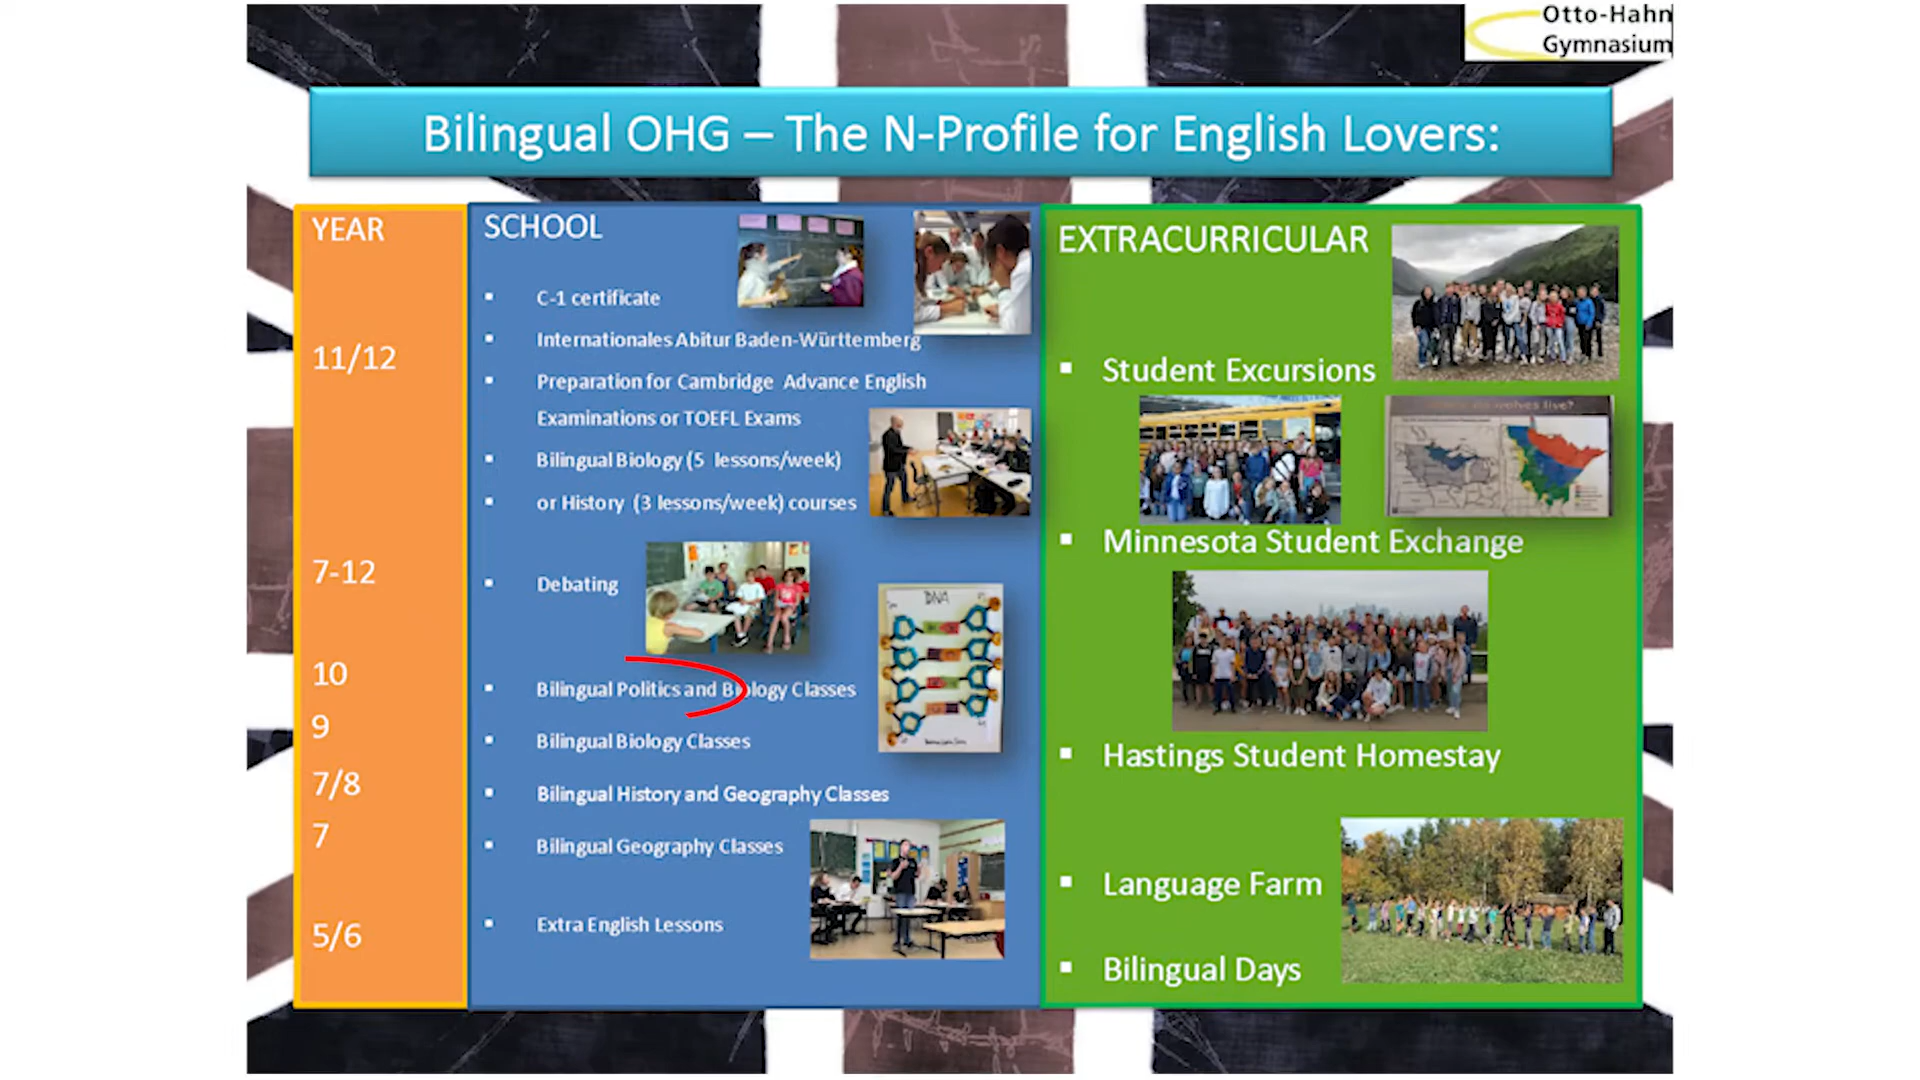 Otto-Hahn
Gymnasium
Bilingual OHG – The N-Profile for English Lovers:
YEAR
11/12
7-12
10
9
7/8
7
5/6
SCHOOL
C-1 certificate
Internationales Abitur Baden-Württemberg
Preparation for Cambridge Advance English
Examinations or TOEFL Exams
Bilingual Biology (5 lessons/week)
or History (3 lessons/week) courses
Debating
DNA
Bilingual Politics and Biology Classes
Bilingual Biology Classes
Bilingual History and Geography Classes
Bilingual Geography Classes
Extra English Lessons
EXTRACURRICULAR
Student Excursions
wolves live?
Minnesota Student Exchange
Hastings Student Homestay
Language Farm
Bilingual Days